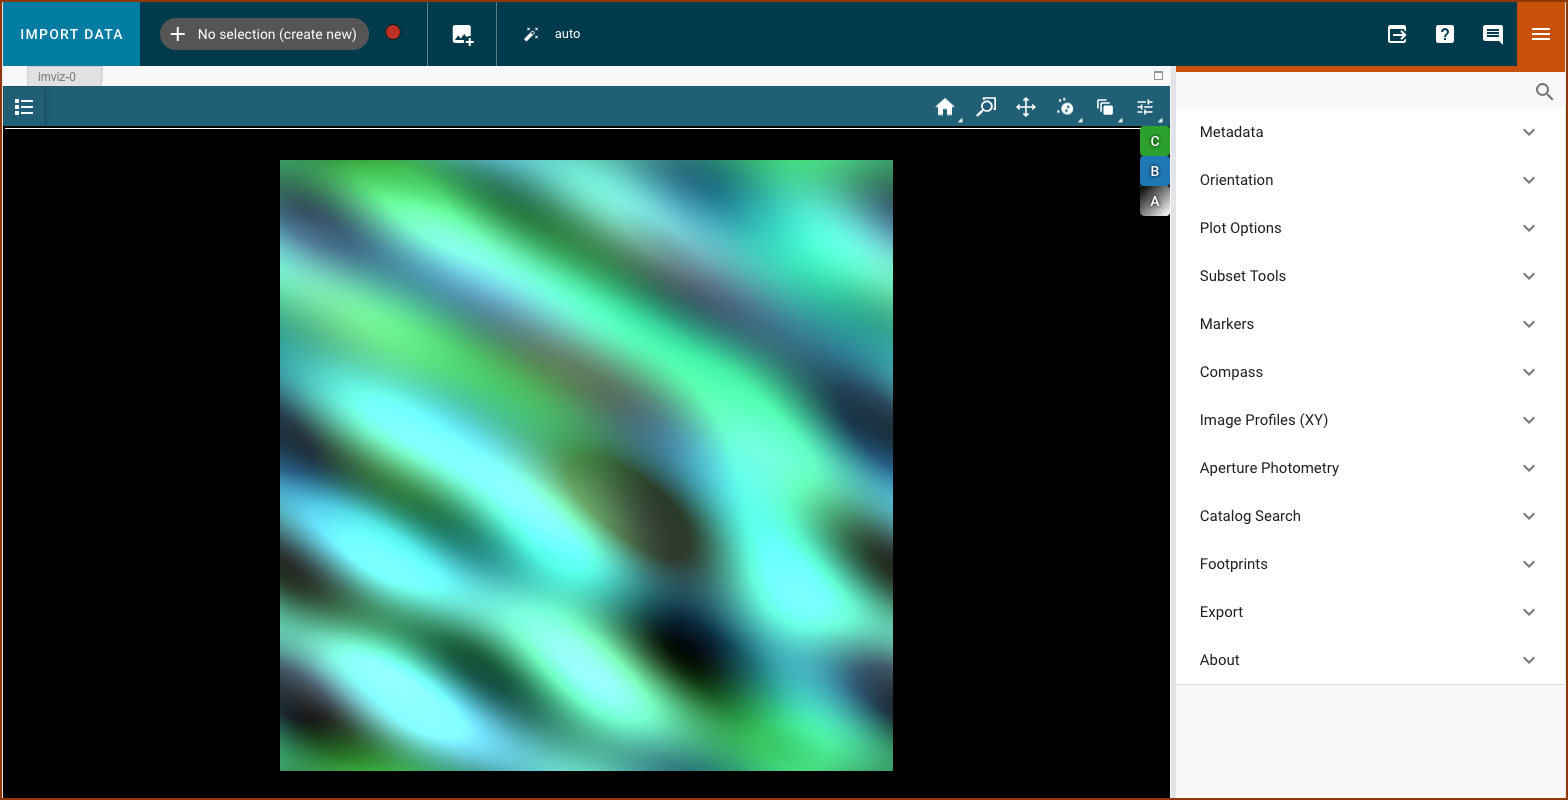 IMPORT DATA
No selection (create new)
auto
imviz-0
C
B
A
Metadata
Orientation
Plot Options
Subset Tools
Markers
Compass
Image Profiles (XY)
Aperture Photometry
Catalog Search
Footprints
Export
About